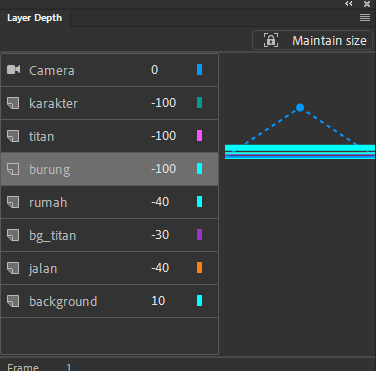 Layer Depth
Maintain size
Camera 0
karakter -100
titan -100
burung -100
rumah -40
bg_titan -30
jalan -40
background 10
Frame 1